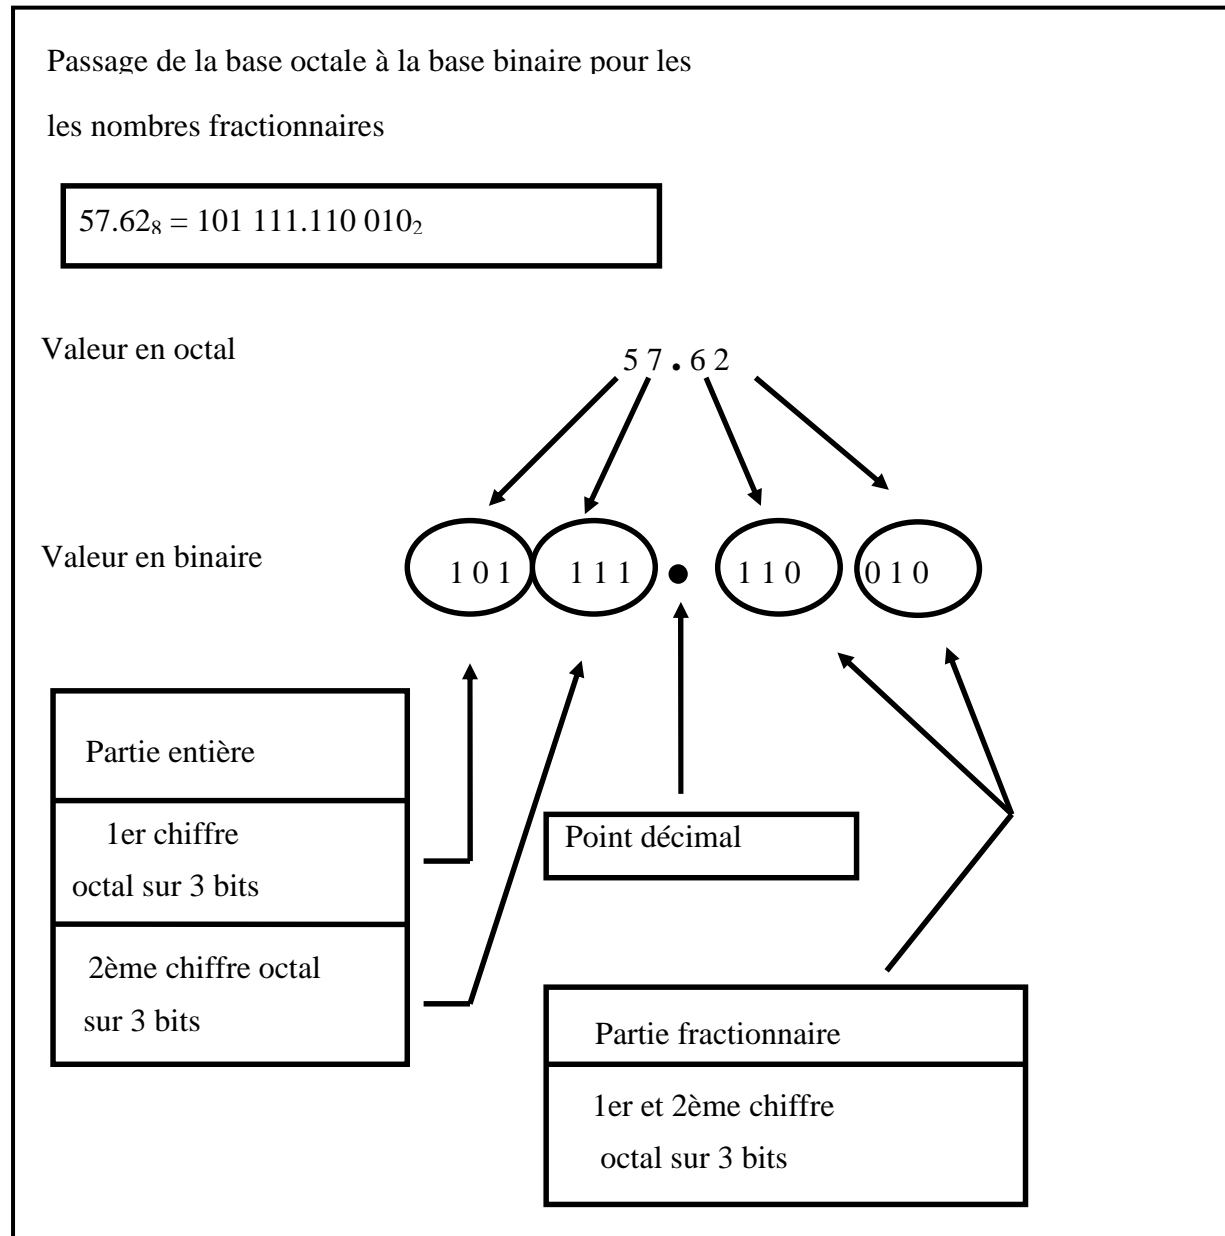 Passage de la base octale à la base binaire pour les
les nombres fractionnaires
57.62₈ = 101 111.110 010₂
Valeur en octal
5 7 . 6 2
Valeur en binaire
1 0 1 1 1 1 . 1 1 0 0 1 0
Partie entière
1er chiffre
octal sur 3 bits
2ème chiffre octal
sur 3 bits
Point décimal
Partie fractionnaire
1er et 2ème chiffre
octal sur 3 bits